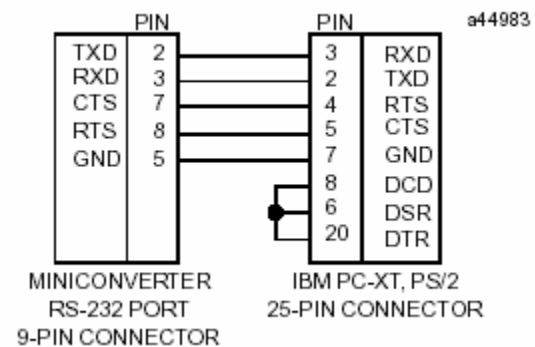 PIN PIN a44983
TXD 2 3 RXD
RXD 3 2 TXD
CTS 7 4 RTS
RTS 8 5 CTS
GND 5 7 GND
8 DCD
6 DSR
20 DTR
MINICONVERTER IBM PC-XT, PS/2
RS-232 PORT 25-PIN CONNECTOR
9-PIN CONNECTOR